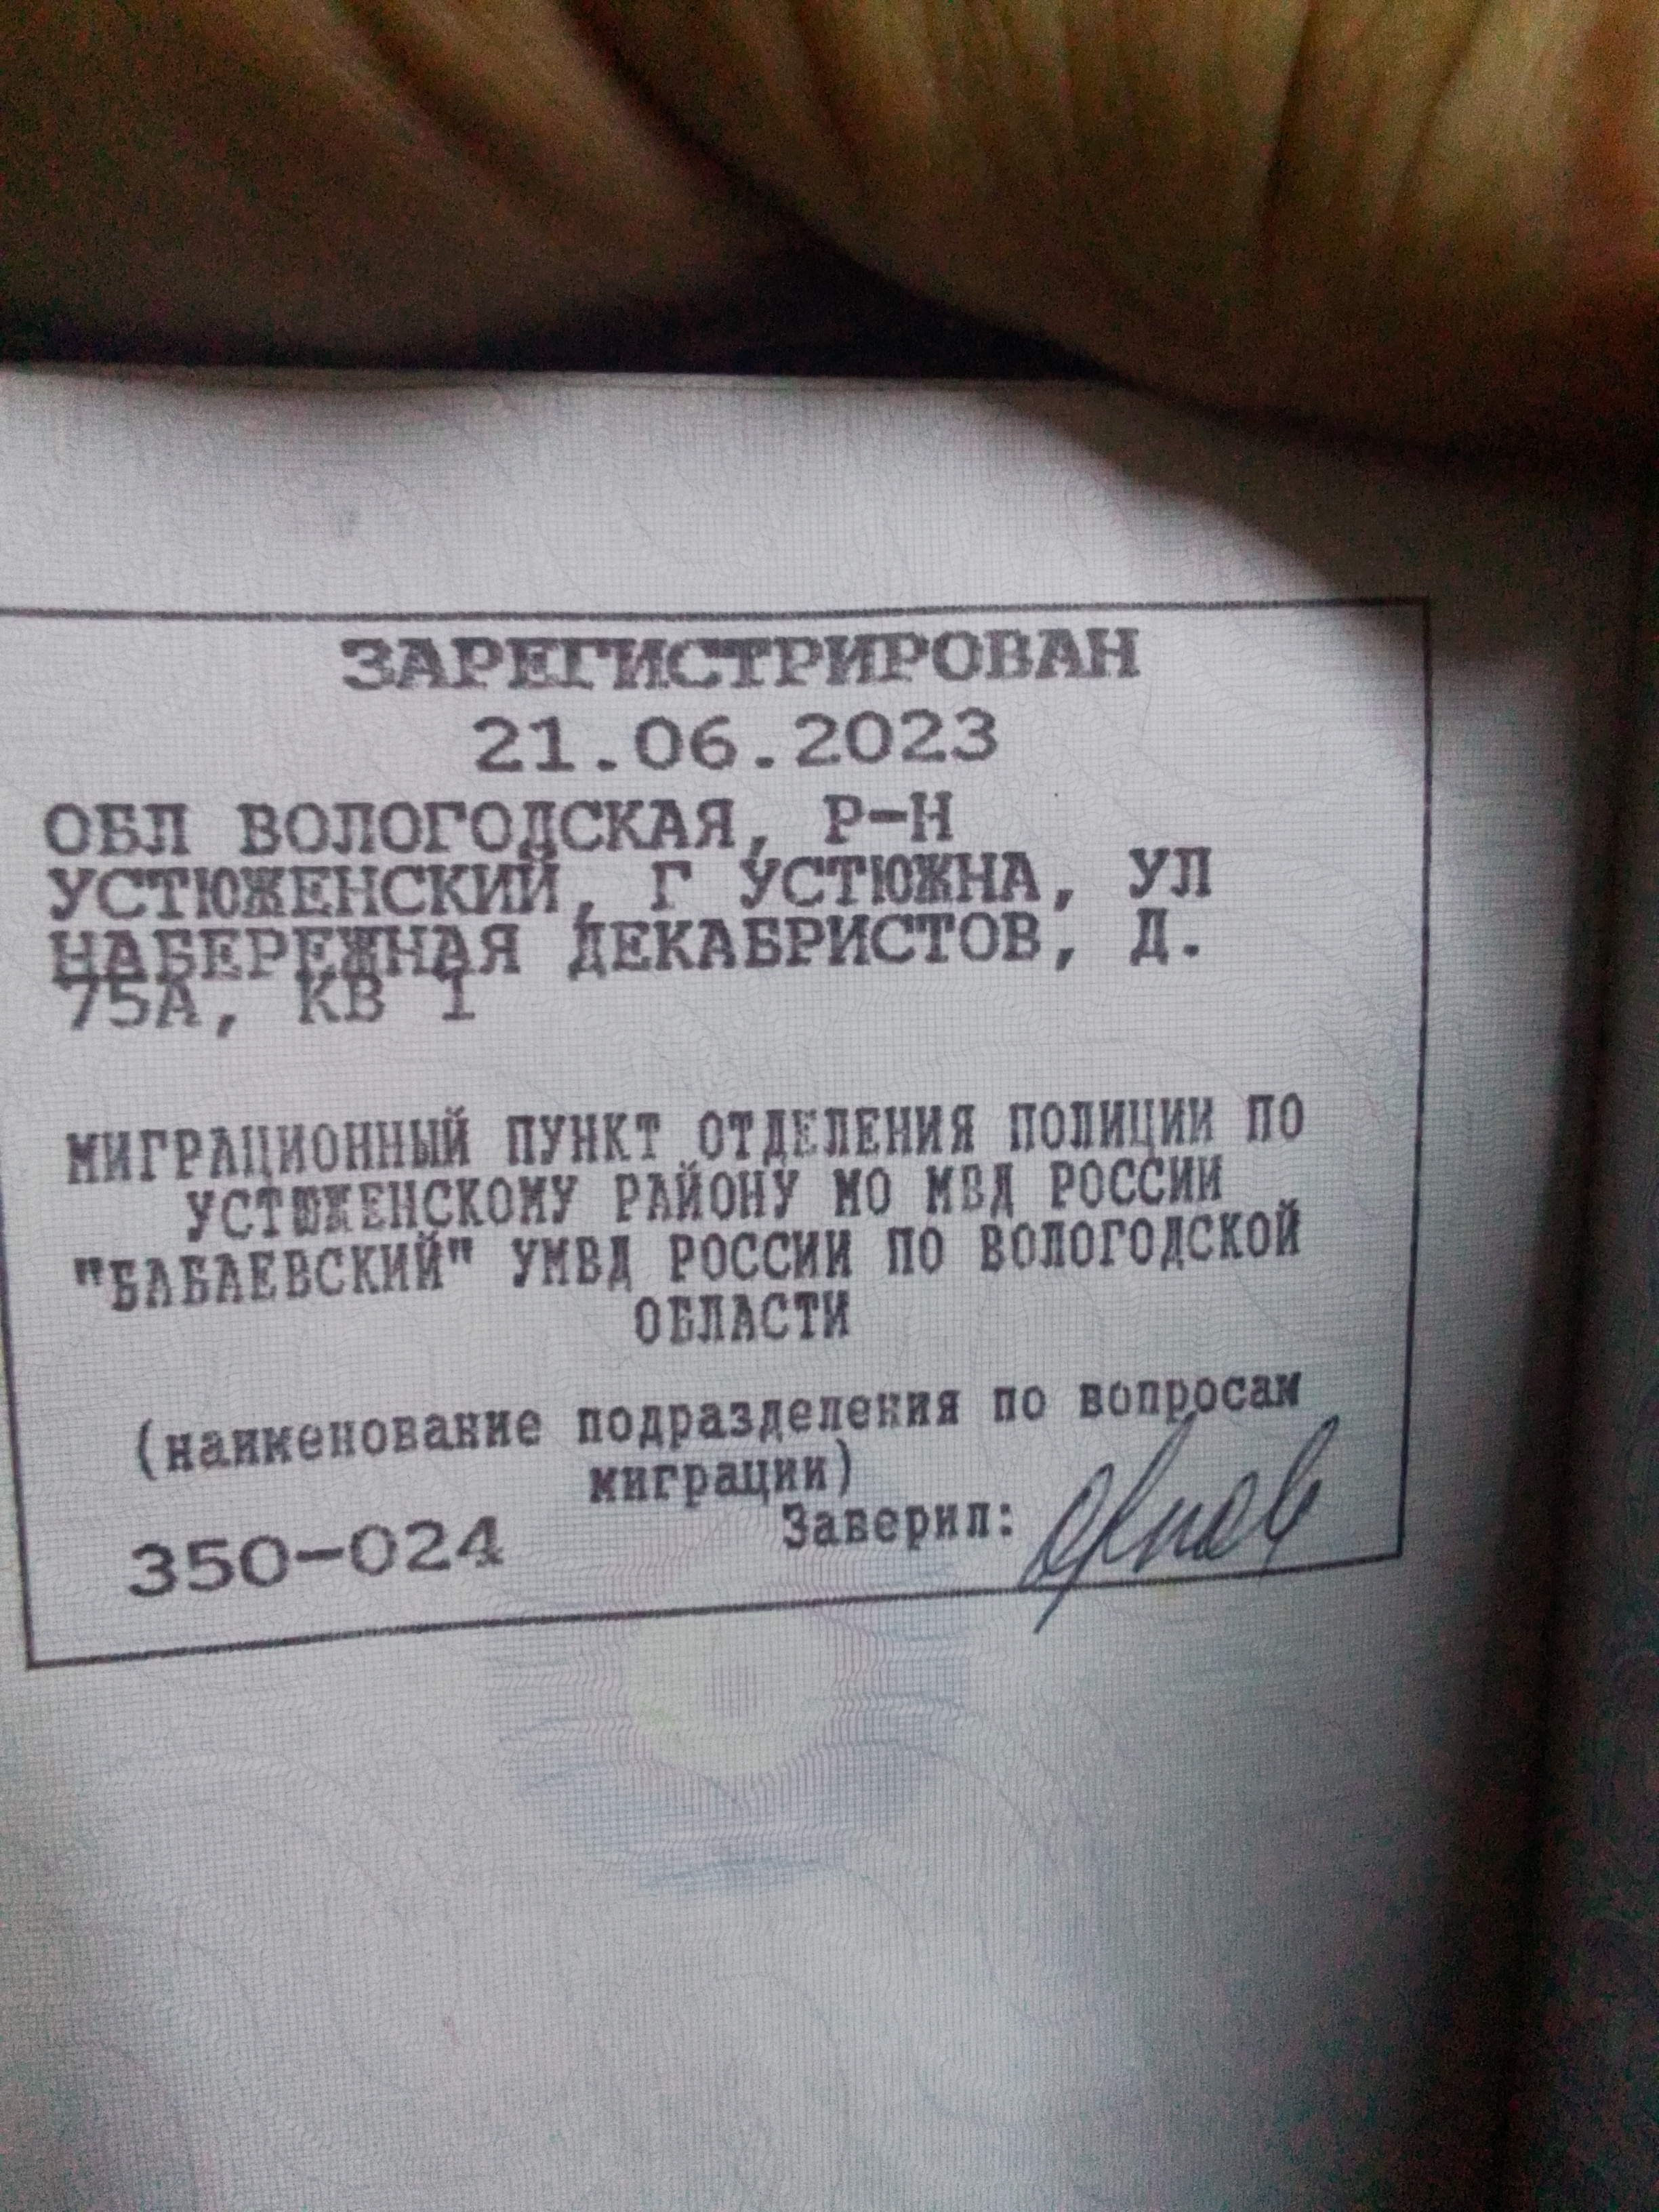 ЗАРЕГИСТРИРОВАН
21.06.2023
ОБЛ ВОЛОГОДСКАЯ, Р-Н
УСТЮЖЕНСКИЙ, Г УСТЮЖНА, УЛ
НАБЕРЕЖНАЯ ДЕКАБРИСТОВ, Д.
75А, КВ 1
МИГРАЦИОННЫЙ ПУНКТ ОТДЕЛЕНИЯ ПОЛИЦИИ ПО
УСТЮЖЕНСКОМУ РАЙОНУ МО МВД РОССИИ
"БАБАЕВСКИЙ" УМВД РОССИИ ПО ВОЛОГОДСКОЙ
ОБЛАСТИ
(наименование подразделения по вопросам
миграции)
350-024 Заверил: